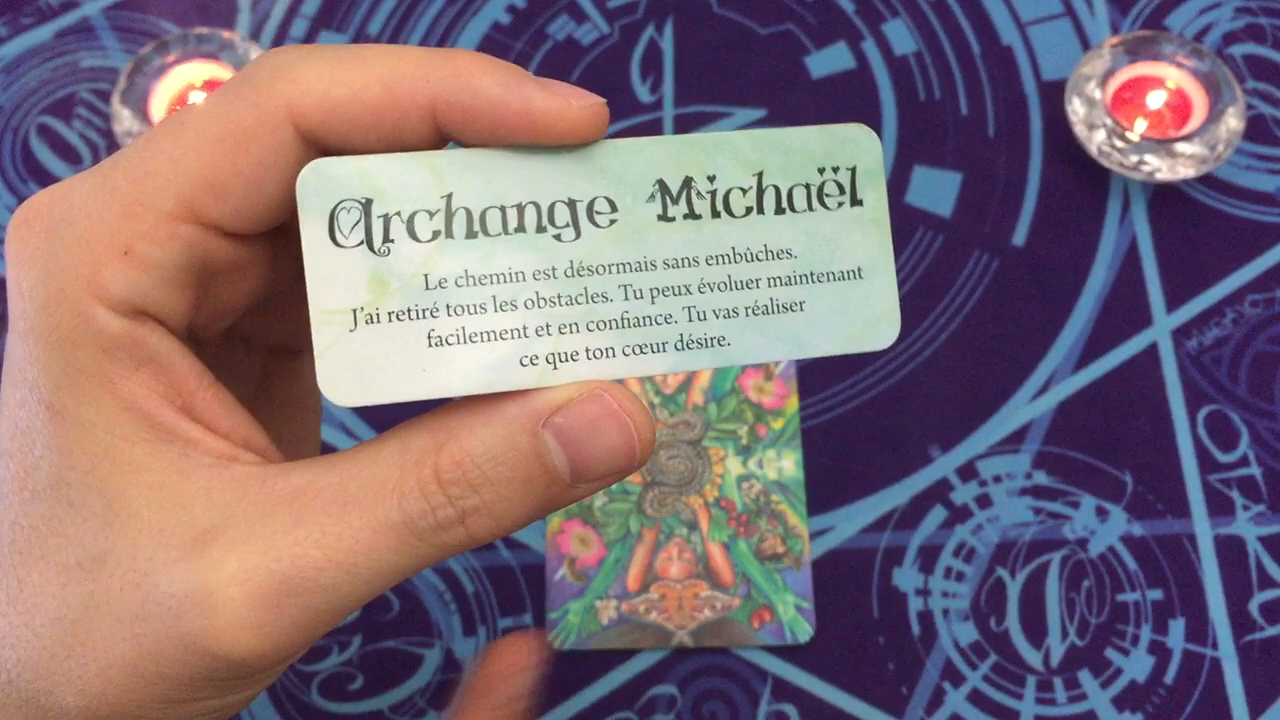 Archange Michaël
Le chemin est désormais sans embûches.
J'ai retiré tous les obstacles. Tu peux évoluer maintenant
facilement et en confiance. Tu vas réaliser
ce que ton cœur désire.